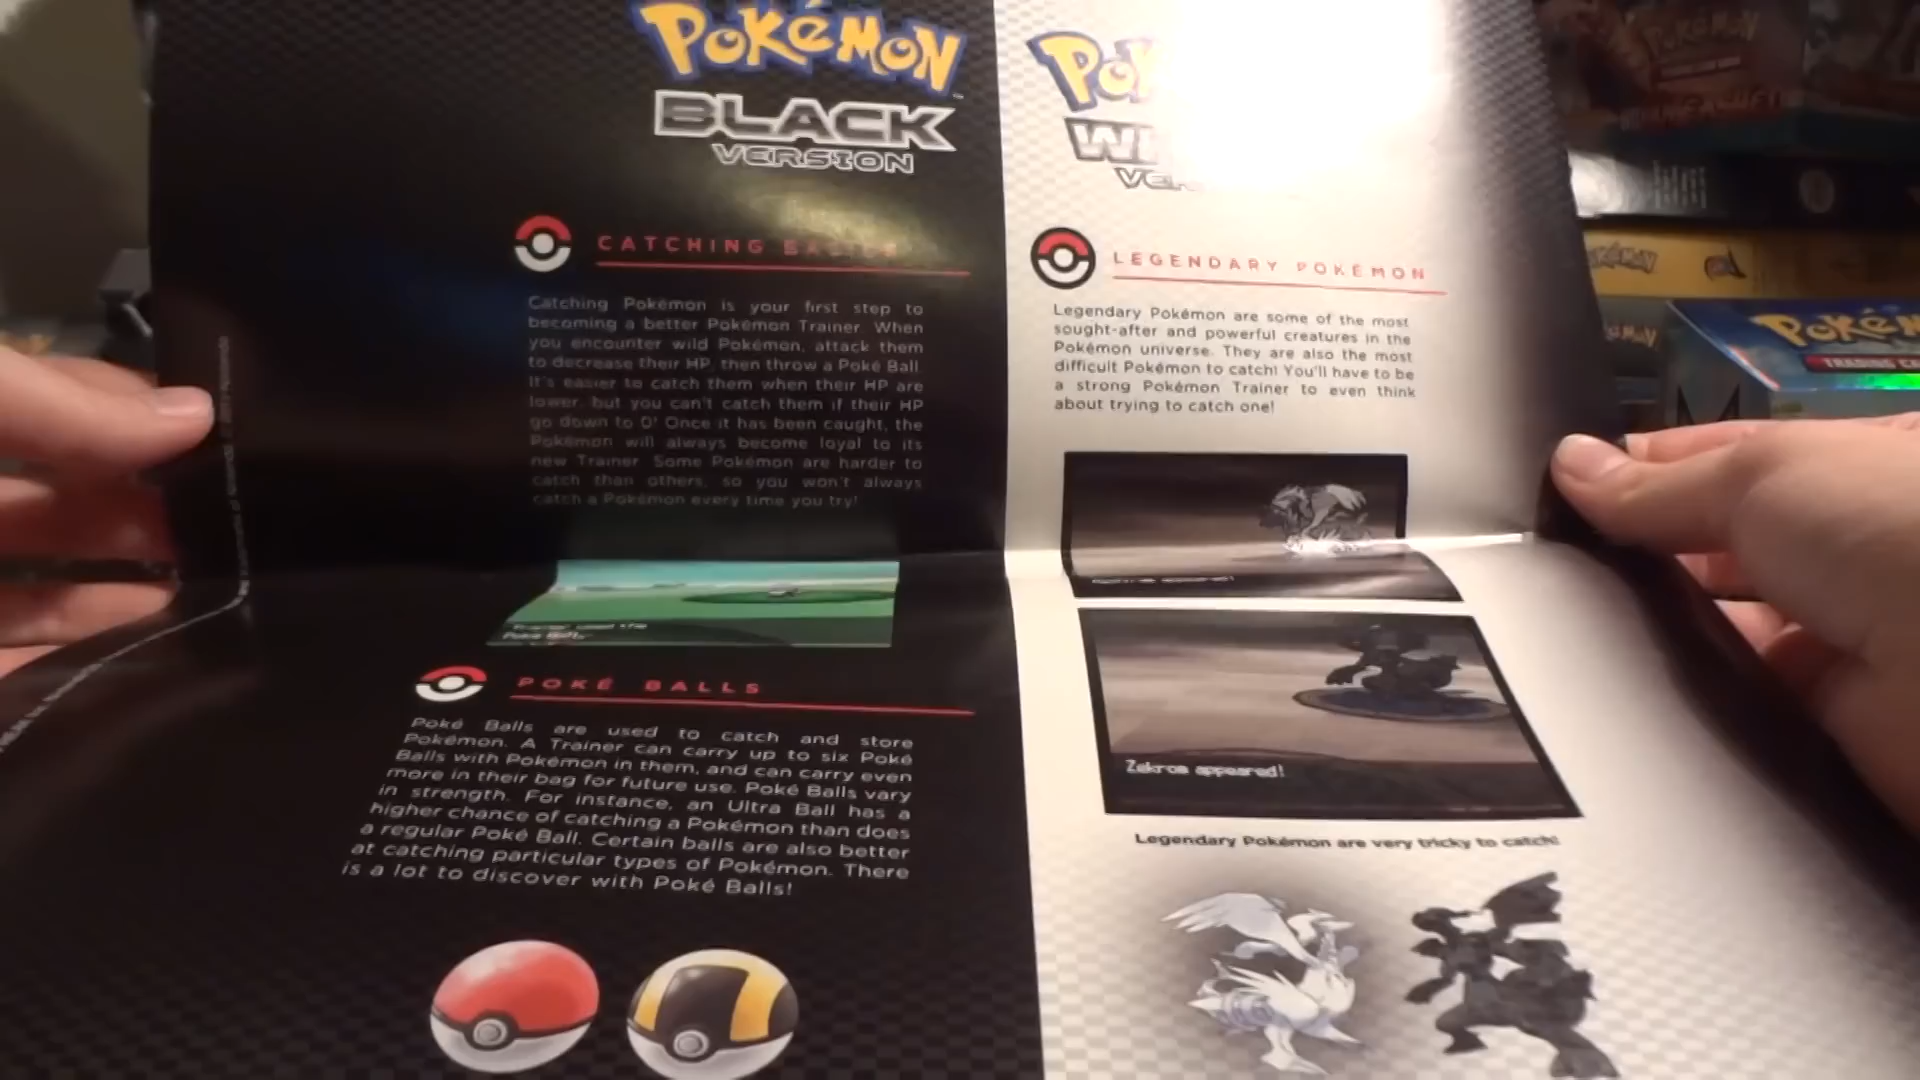 POKÉMON
BLACK
VERSION
CATCHING BASICS
Catching Pokémon is your first step to
becoming a better Pokémon Trainer. When
you encounter wild Pokémon, attack them
to decrease their HP, then throw a Poké Ball.
It's easier to catch them when their HP are
lower, but you can't catch them if their HP
go down to 0! Once it has been caught, the
Pokémon will always become loyal to its
new Trainer. Some Pokémon are harder to
catch than others, so you won't always
catch a Pokémon every time you try!
POKÉ BALLS
Poké Balls are used to catch and store
Pokémon. A Trainer can carry up to six Poké
Balls with Pokémon in them, and can carry even
more in their bag for future use. Poké Balls vary
in strength. For instance, an Ultra Ball has a
higher chance of catching a Pokémon than does
a regular Poké Ball. Certain balls are also better
at catching particular types of Pokémon. There
is a lot to discover with Poké Balls!
LEGENDARY POKÉMON
Legendary Pokémon are some of the most
sought-after and powerful creatures in the
Pokémon universe. They are also the most
difficult Pokémon to catch! You'll have to be
a strong Pokémon Trainer to even think
about trying to catch one!
Zekrom appeared!
Legendary Pokémon are very tricky to catch!
POKÉMON